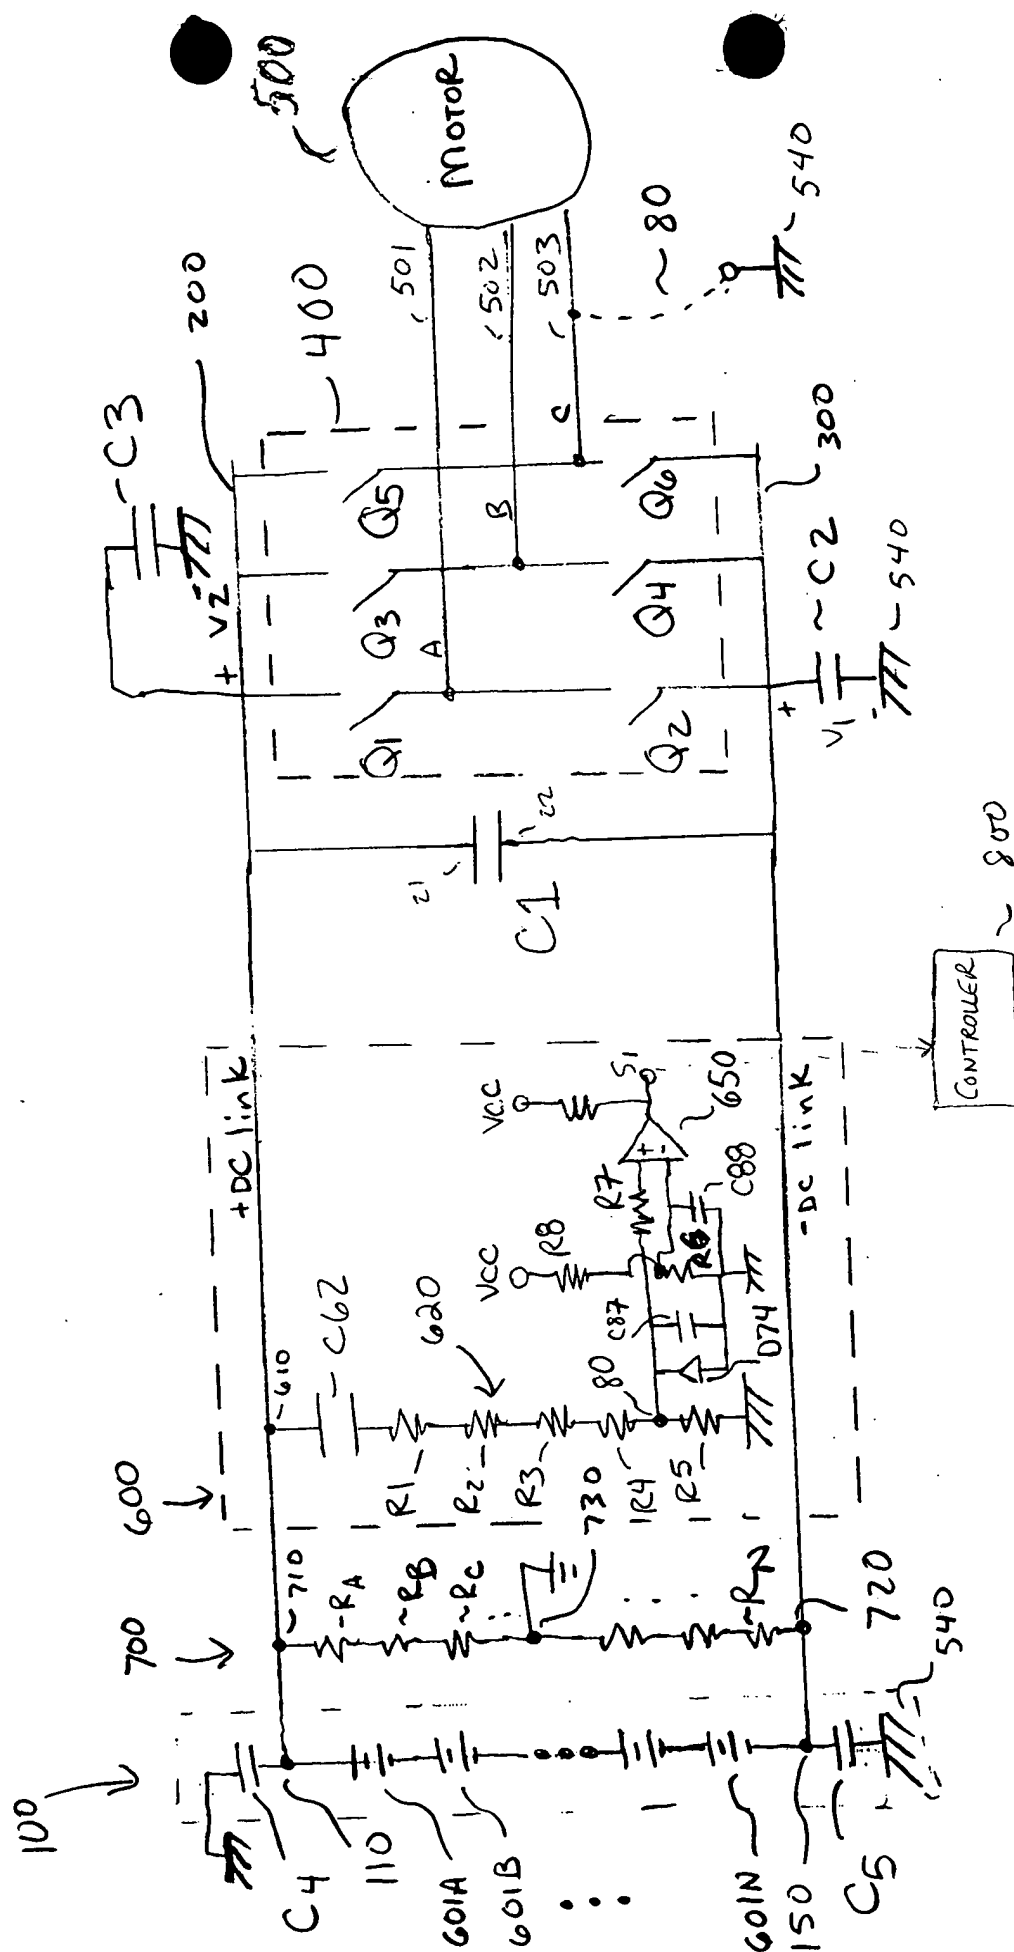 100
700
600
C4
110
601A
601B
601N
150
C5
540
710
RA
RB
RC
730
RN
720
610
C62
R1
R2
R3
R4
R5
620
80
C87
D74
VCC
R8
R7
R6
C88
VCC
S1
650
+DC link
-DC link
CONTROLLER
800
21
22
C1
+ V2 -
C3
200
400
Q1
Q3
Q5
Q2
Q4
Q6
A
B
C
+
V1
-
C2
540
300
501
502
503
80
540
500
MOTOR